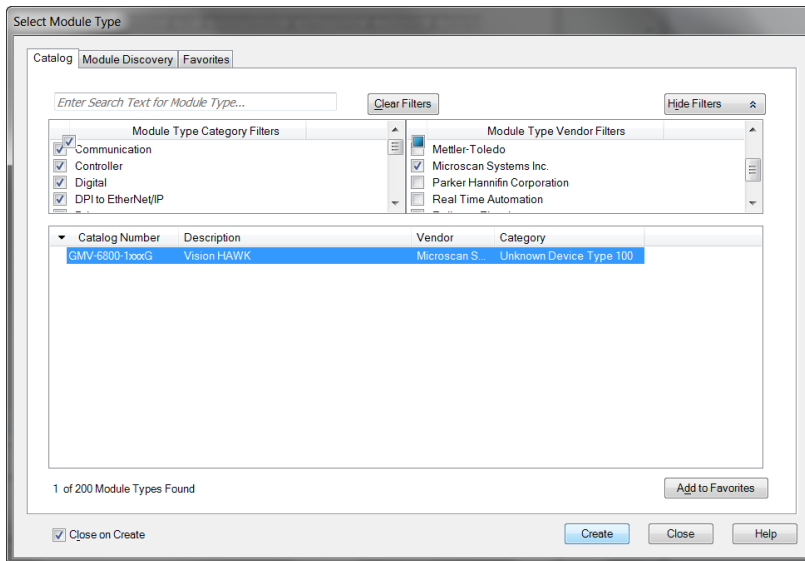 Select Module Type
Catalog Module Discovery Favorites
Enter Search Text for Module Type... Clear Filters Hide Filters
Module Type Category Filters Module Type Vendor Filters
Communication Mettler-Toledo
Controller Microscan Systems Inc.
Digital Parker Hannifin Corporation
DPI to EtherNet/IP Real Time Automation
Catalog Number Description Vendor Category
GMV-6800-1xxxG Vision HAWK Microscan S... Unknown Device Type 100
1 of 200 Module Types Found Add to Favorites
Close on Create Create Close Help